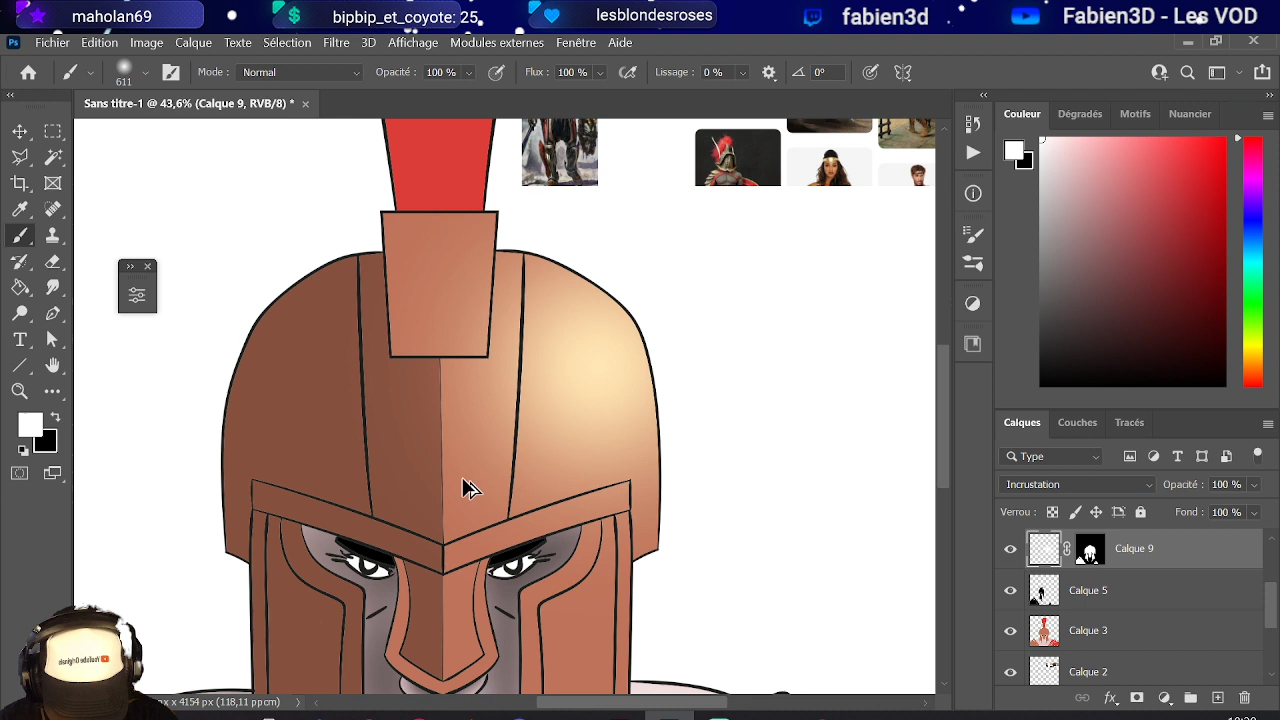 maholan69
bipbip_et_coyote: 25
lesblondesroses
fabien3d
Fabien3D - Les VOD
Ps Fichier Edition Image Calque Texte Sélection Filtre 3D Affichage Modules externes Fenêtre Aide
611 Mode : Normal Opacité : 100 % Flux : 100 % Lissage : 0 % 0°
Sans titre-1 @ 43,6% (Calque 9, RVB/8) *
Couleur Dégradés Motifs Nuancier
Calques Couches Tracés
Type
Incrustation Opacité : 100 %
Verrou : Fond : 100 %
Calque 9
Calque 5
Calque 3
Calque 2
px x 4154 px (118,11 ppcm)